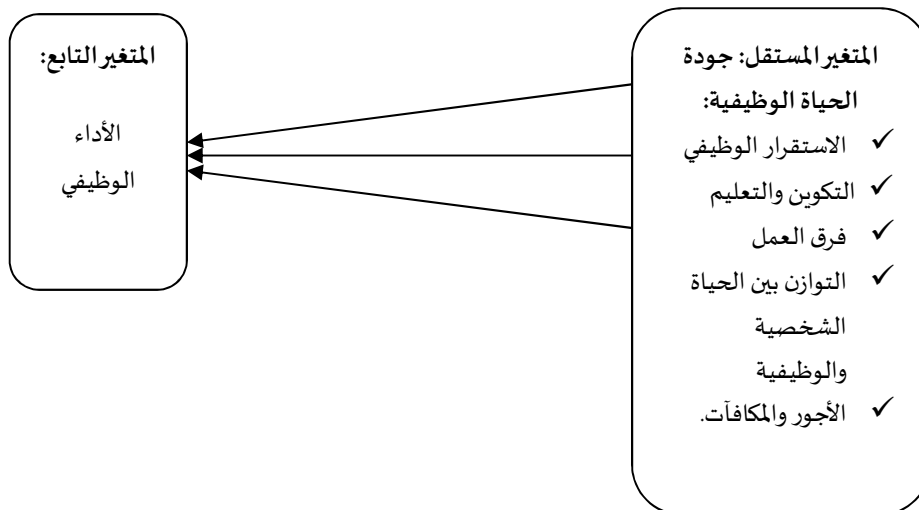 المتغير المستقل: جودة
الحياة الوظيفية:
✓ الاستقرار الوظيفي
✓ التكوين والتعليم
✓ فرق العمل
✓ التوازن بين الحياة
الشخصية
والوظيفية
✓ الأجور والمكافآت.
المتغير التابع:
الأداء
الوظيفي